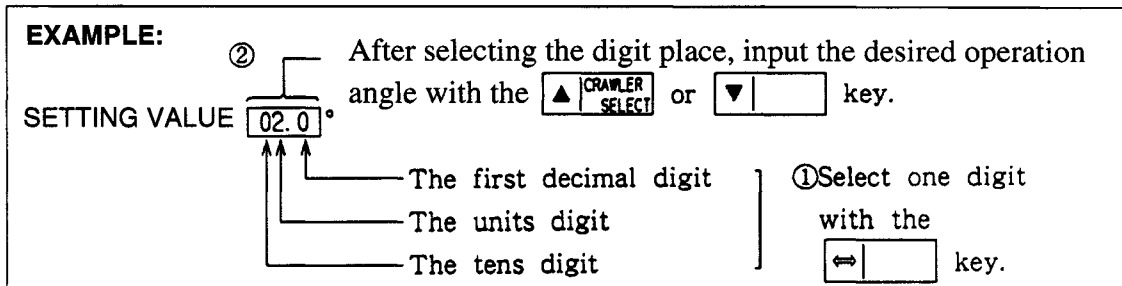 EXAMPLE:
② After selecting the digit place, input the desired operation
angle with the ▲ CRAWLER SELECT or ▼ key.
SETTING VALUE 02.0°
The first decimal digit
The units digit
The tens digit
①Select one digit
with the
⇔ key.